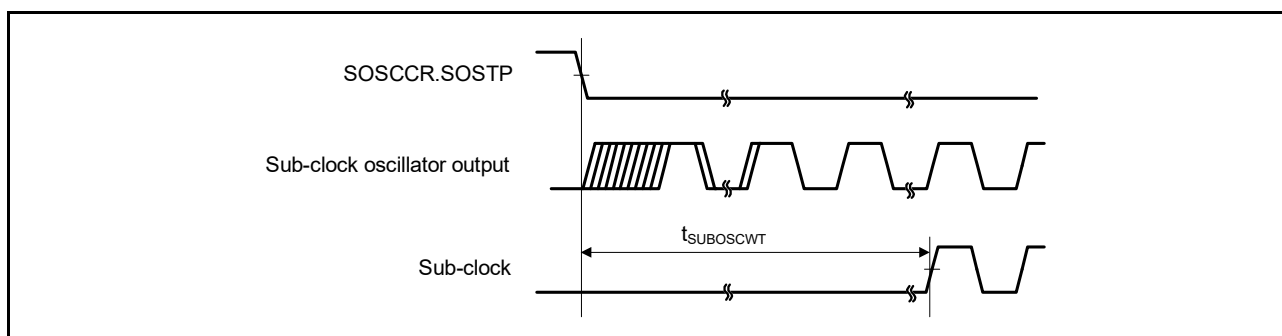 SOSCCR.SOSTP
Sub-clock oscillator output
tSUBOSCWT
Sub-clock